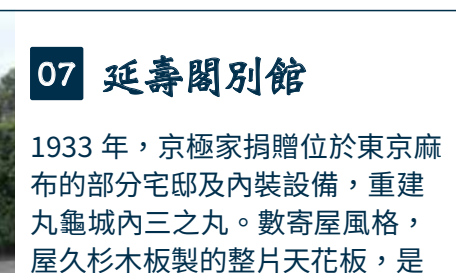 07 延壽閣別館
1933 年，京極家捐贈位於東京麻
布的部分宅邸及內裝設備，重建
丸龜城內三之丸。數寄屋風格，
屋久杉木板製的整片天花板，是